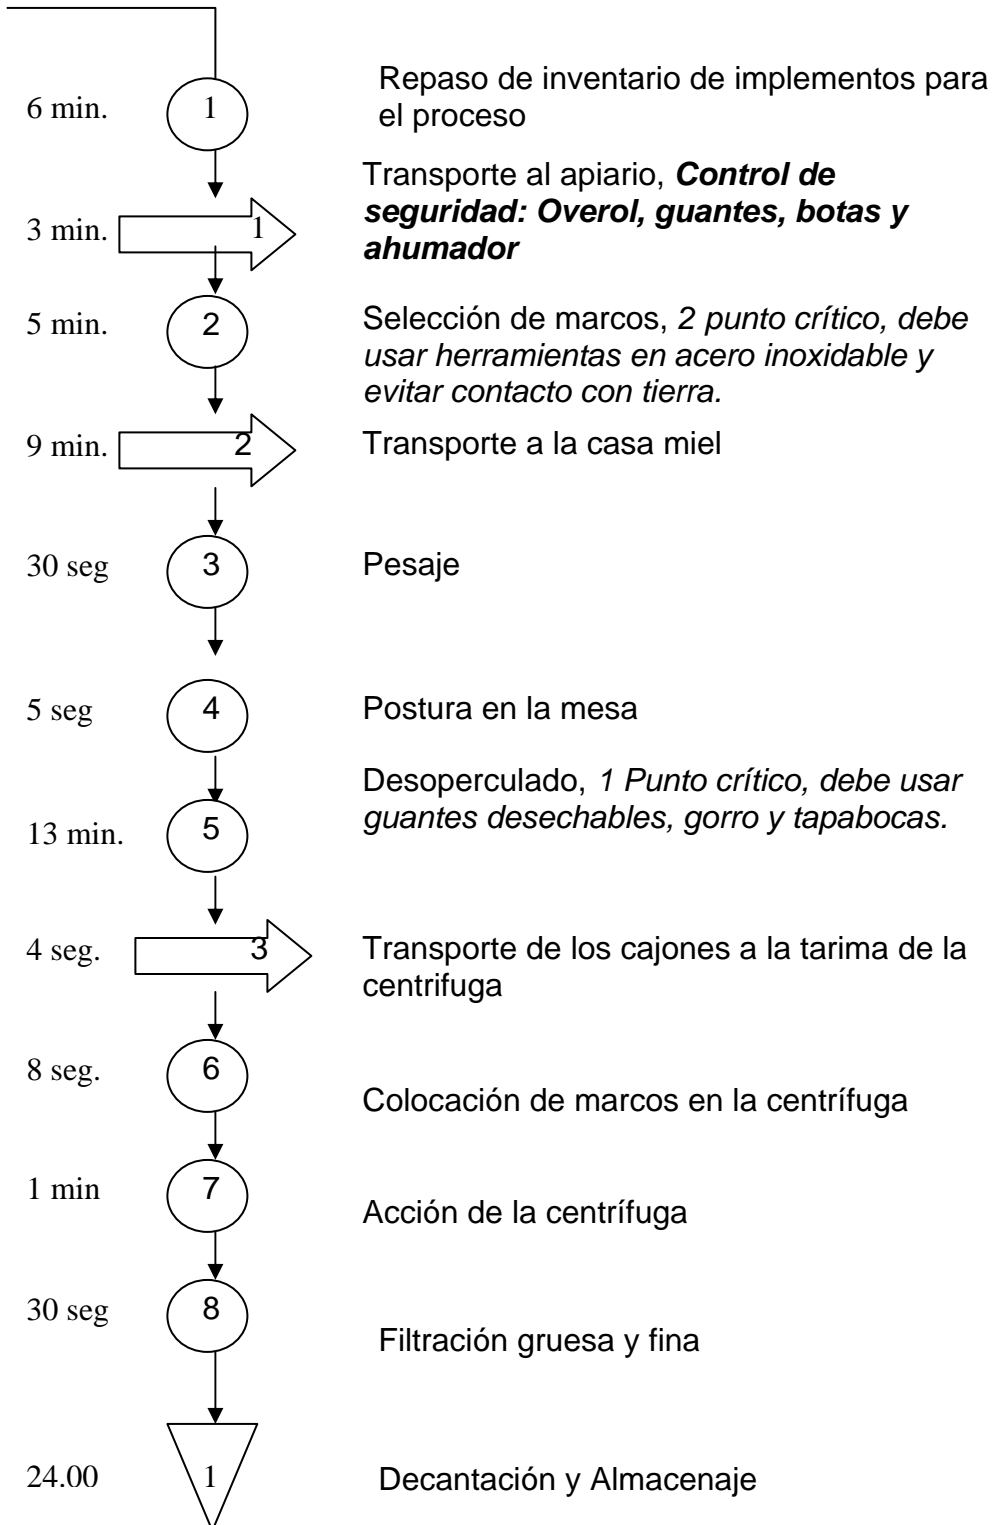 Repaso de inventario de implementos para
6 min. 1 el proceso
Transporte al apiario, Control de
3 min. 1 seguridad: Overol, guantes, botas y
ahumador
5 min. 2 Selección de marcos, 2 punto crítico, debe
usar herramientas en acero inoxidable y
evitar contacto con tierra.
9 min. 2 Transporte a la casa miel
30 seg 3 Pesaje
5 seg 4 Postura en la mesa
Desoperculado, 1 Punto crítico, debe usar
guantes desechables, gorro y tapabocas.
13 min. 5
4 seg. 3 Transporte de los cajones a la tarima de la
centrifuga
8 seg. 6
Colocación de marcos en la centrífuga
1 min 7
Acción de la centrífuga
30 seg 8
Filtración gruesa y fina
24.00 1 Decantación y Almacenaje